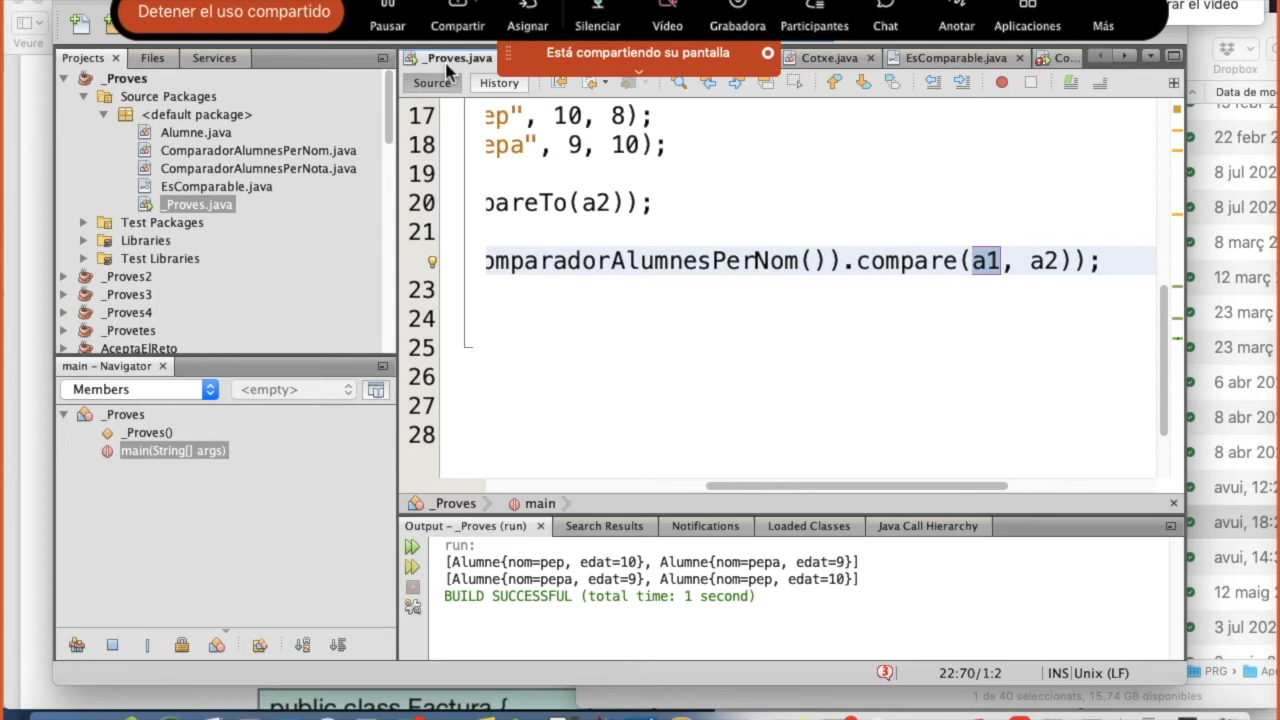 Detener el uso compartido
Pausar
Compartir
Asignar
Silenciar
Vídeo
Grabadora
Participantes
Chat
Anotar
Aplicaciones
Más
rar el vídeo
Está compartiendo su pantalla
Veure
Dropbox
Projects
Files
Services
_Proves.java
Cotxe.java
EsComparable.java
Co...
Source
History
_Proves
Source Packages
<default package>
Alumne.java
ComparadorAlumnesPerNom.java
ComparadorAlumnesPerNota.java
EsComparable.java
_Proves.java
Test Packages
Libraries
Test Libraries
_Proves2
_Proves3
_Proves4
_Provetes
AceptaElReto
17 ep", 10, 8);
18 epa", 9, 10);
19
20 pareTo(a2));
21
omparadorAlumnesPerNom()).compare(a1, a2));
23
24
25
26
27
28
main - Navigator
Members
<empty>
_Proves
_Proves()
main(String[] args)
_Proves
main
Output - _Proves (run)
Search Results
Notifications
Loaded Classes
Java Call Hierarchy
run:
[Alumne{nom=pep, edat=10}, Alumne{nom=pepa, edat=9}]
[Alumne{nom=pepa, edat=9}, Alumne{nom=pep, edat=10}]
BUILD SUCCESSFUL (total time: 1 second)
3
22:70/1:2
INS
Unix (LF)
Data de mo
22 febr 202
8 jul 202
8 jul 202
8 març
12 març
23 març
23 març
6 abr 20
8 abr 20
8 abr 20
avui, 12:
avui, 18:
avui, 14:
12 maig
3 jul 202
PRG
1 de 40 seleccionats, 15,74 GB disponibles
public class Factura {